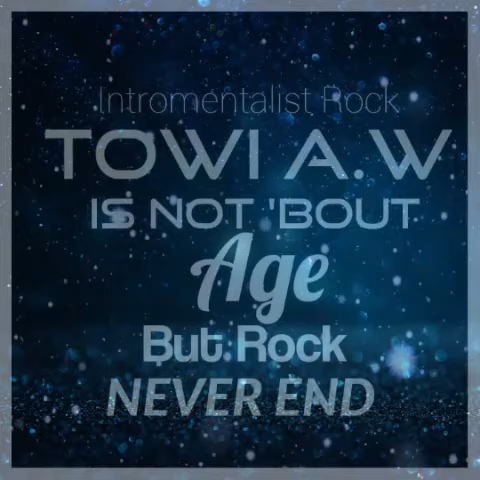 Intromentalist Rock
TOWI A.W
IS NOT 'BOUT
Age
But Rock
NEVER END